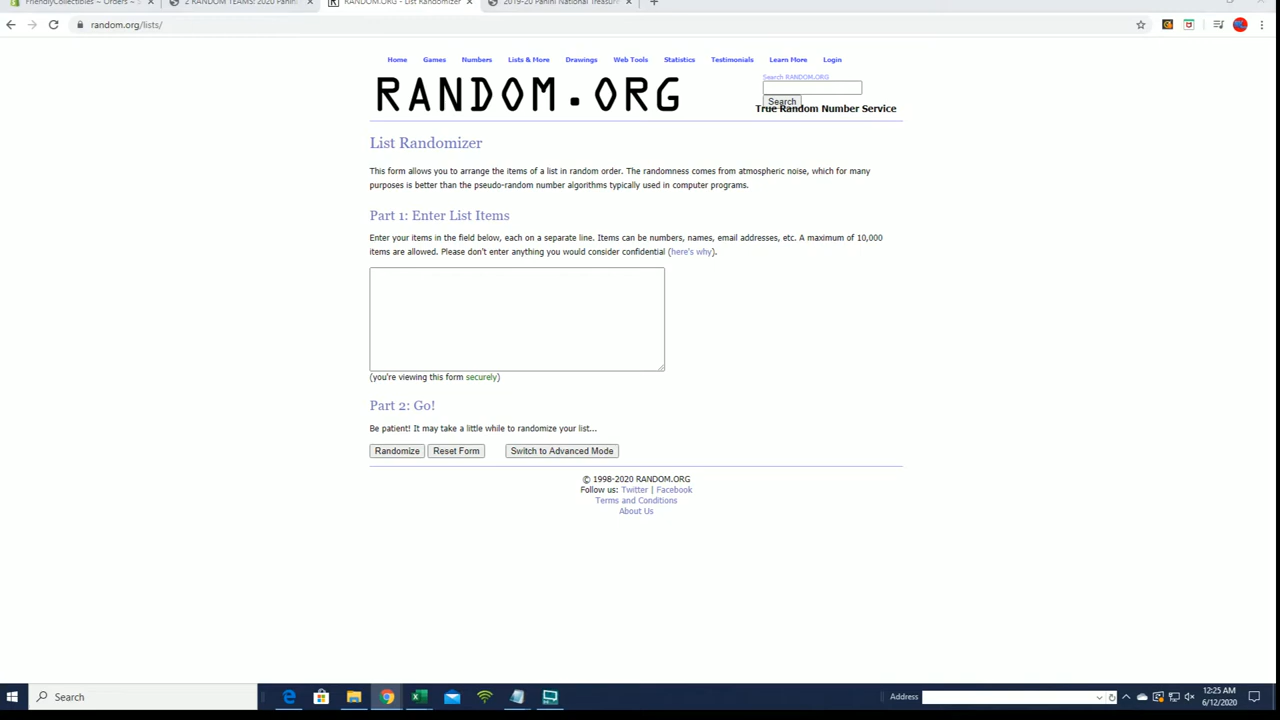 FriendlyCollectibles ~ Orders ~ S
2 RANDOM TEAMS: 2020 Panini
RANDOM.ORG - List Randomizer
2019-20 Panini National Treasur
random.org/lists/
Home Games Numbers Lists & More Drawings Web Tools Statistics Testimonials Learn More Login
RANDOM.ORG
Search RANDOM.ORG
Search
True Random Number Service
List Randomizer
This form allows you to arrange the items of a list in random order. The randomness comes from atmospheric noise, which for many
purposes is better than the pseudo-random number algorithms typically used in computer programs.
Part 1: Enter List Items
Enter your items in the field below, each on a separate line. Items can be numbers, names, email addresses, etc. A maximum of 10,000
items are allowed. Please don't enter anything you would consider confidential (here's why).
(you're viewing this form securely)
Part 2: Go!
Be patient! It may take a little while to randomize your list...
Randomize Reset Form Switch to Advanced Mode
© 1998-2020 RANDOM.ORG
Follow us: Twitter | Facebook
Terms and Conditions
About Us
Search
Address
12:25 AM
6/12/2020